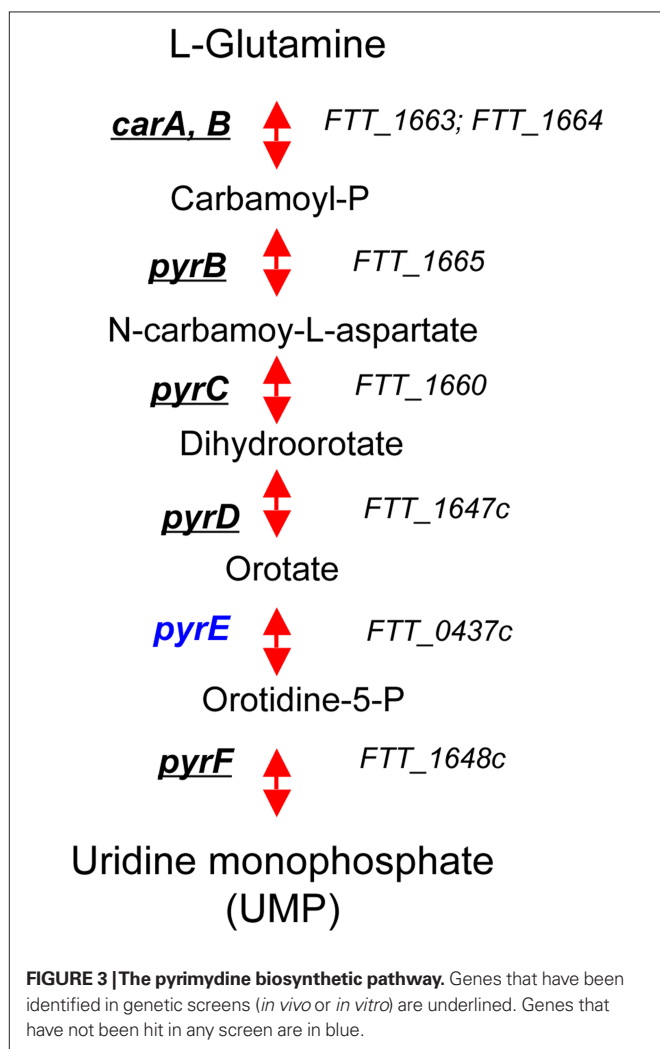 L-Glutamine
carA, B FTT_1663; FTT_1664
Carbamoyl-P
pyrB FTT_1665
N-carbamoy-L-aspartate
pyrC FTT_1660
Dihydroorotate
pyrD FTT_1647c
Orotate
pyrE FTT_0437c
Orotidine-5-P
pyrF FTT_1648c
Uridine monophosphate
(UMP)
FIGURE 3 | The pyrimydine biosynthetic pathway. Genes that have been
identified in genetic screens (in vivo or in vitro) are underlined. Genes that
have not been hit in any screen are in blue.